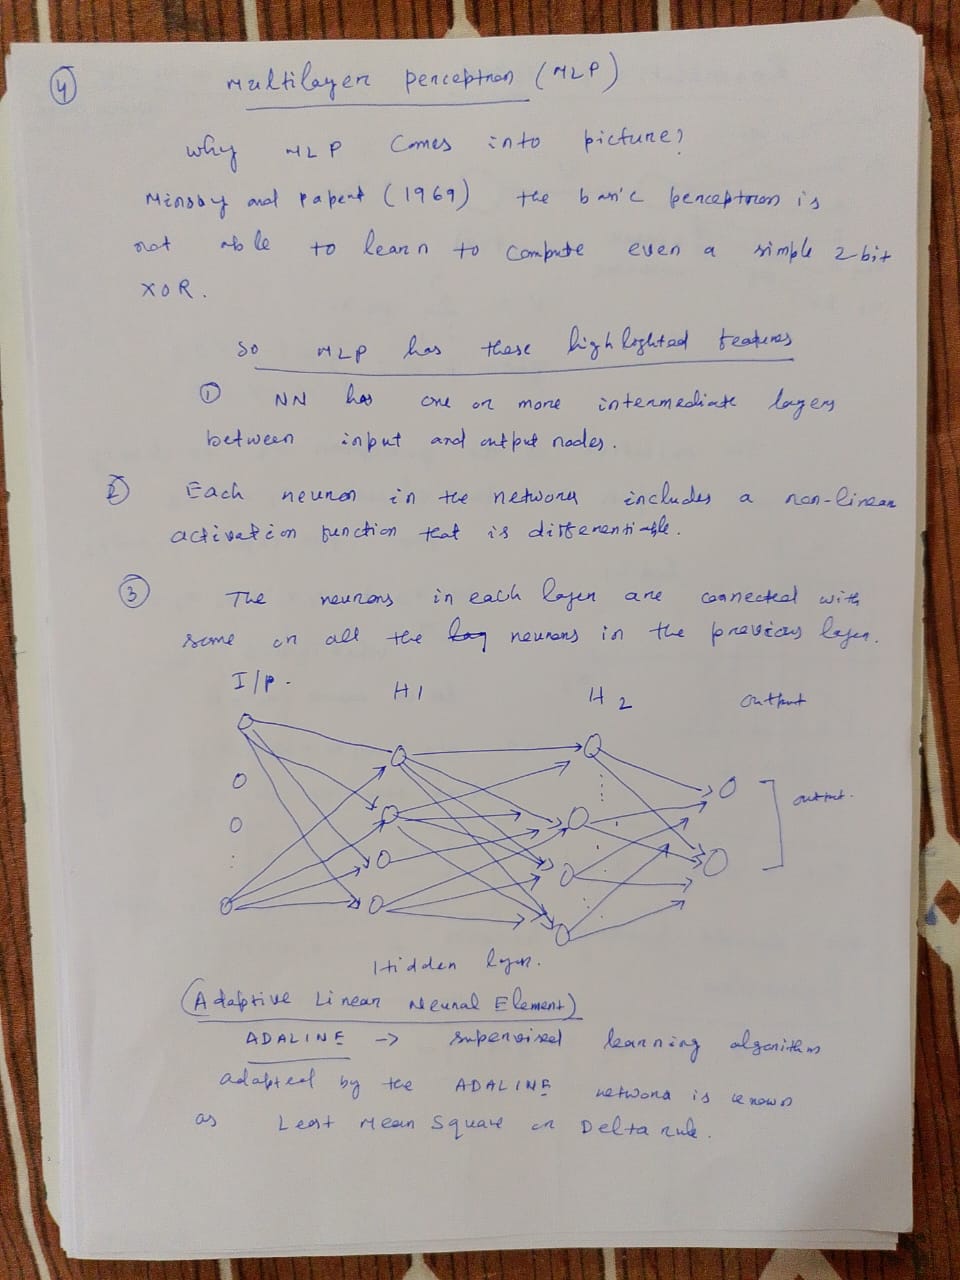 4
Multilayer perceptron (MLP)
why MLP comes into picture?
Minsky and Papert (1969) the basic perceptron is
not able to learn to compute even a simple 2-bit
XOR.
So MLP has these highlighted features
① NN has one or more intermediate layers
between input and output nodes.
② Each neuron in the network includes a non-linear
activation function that is differentiable.
③ The neurons in each layer are connected with
some or all the neurons in the previous layer.
I/P. H1 H2 output
output.
Hidden layer.
(Adaptive Linear Neural Element)
ADALINE -> supervised learning algorithm
adapted by the ADALINE network is known
as Least Mean Square or Delta rule.